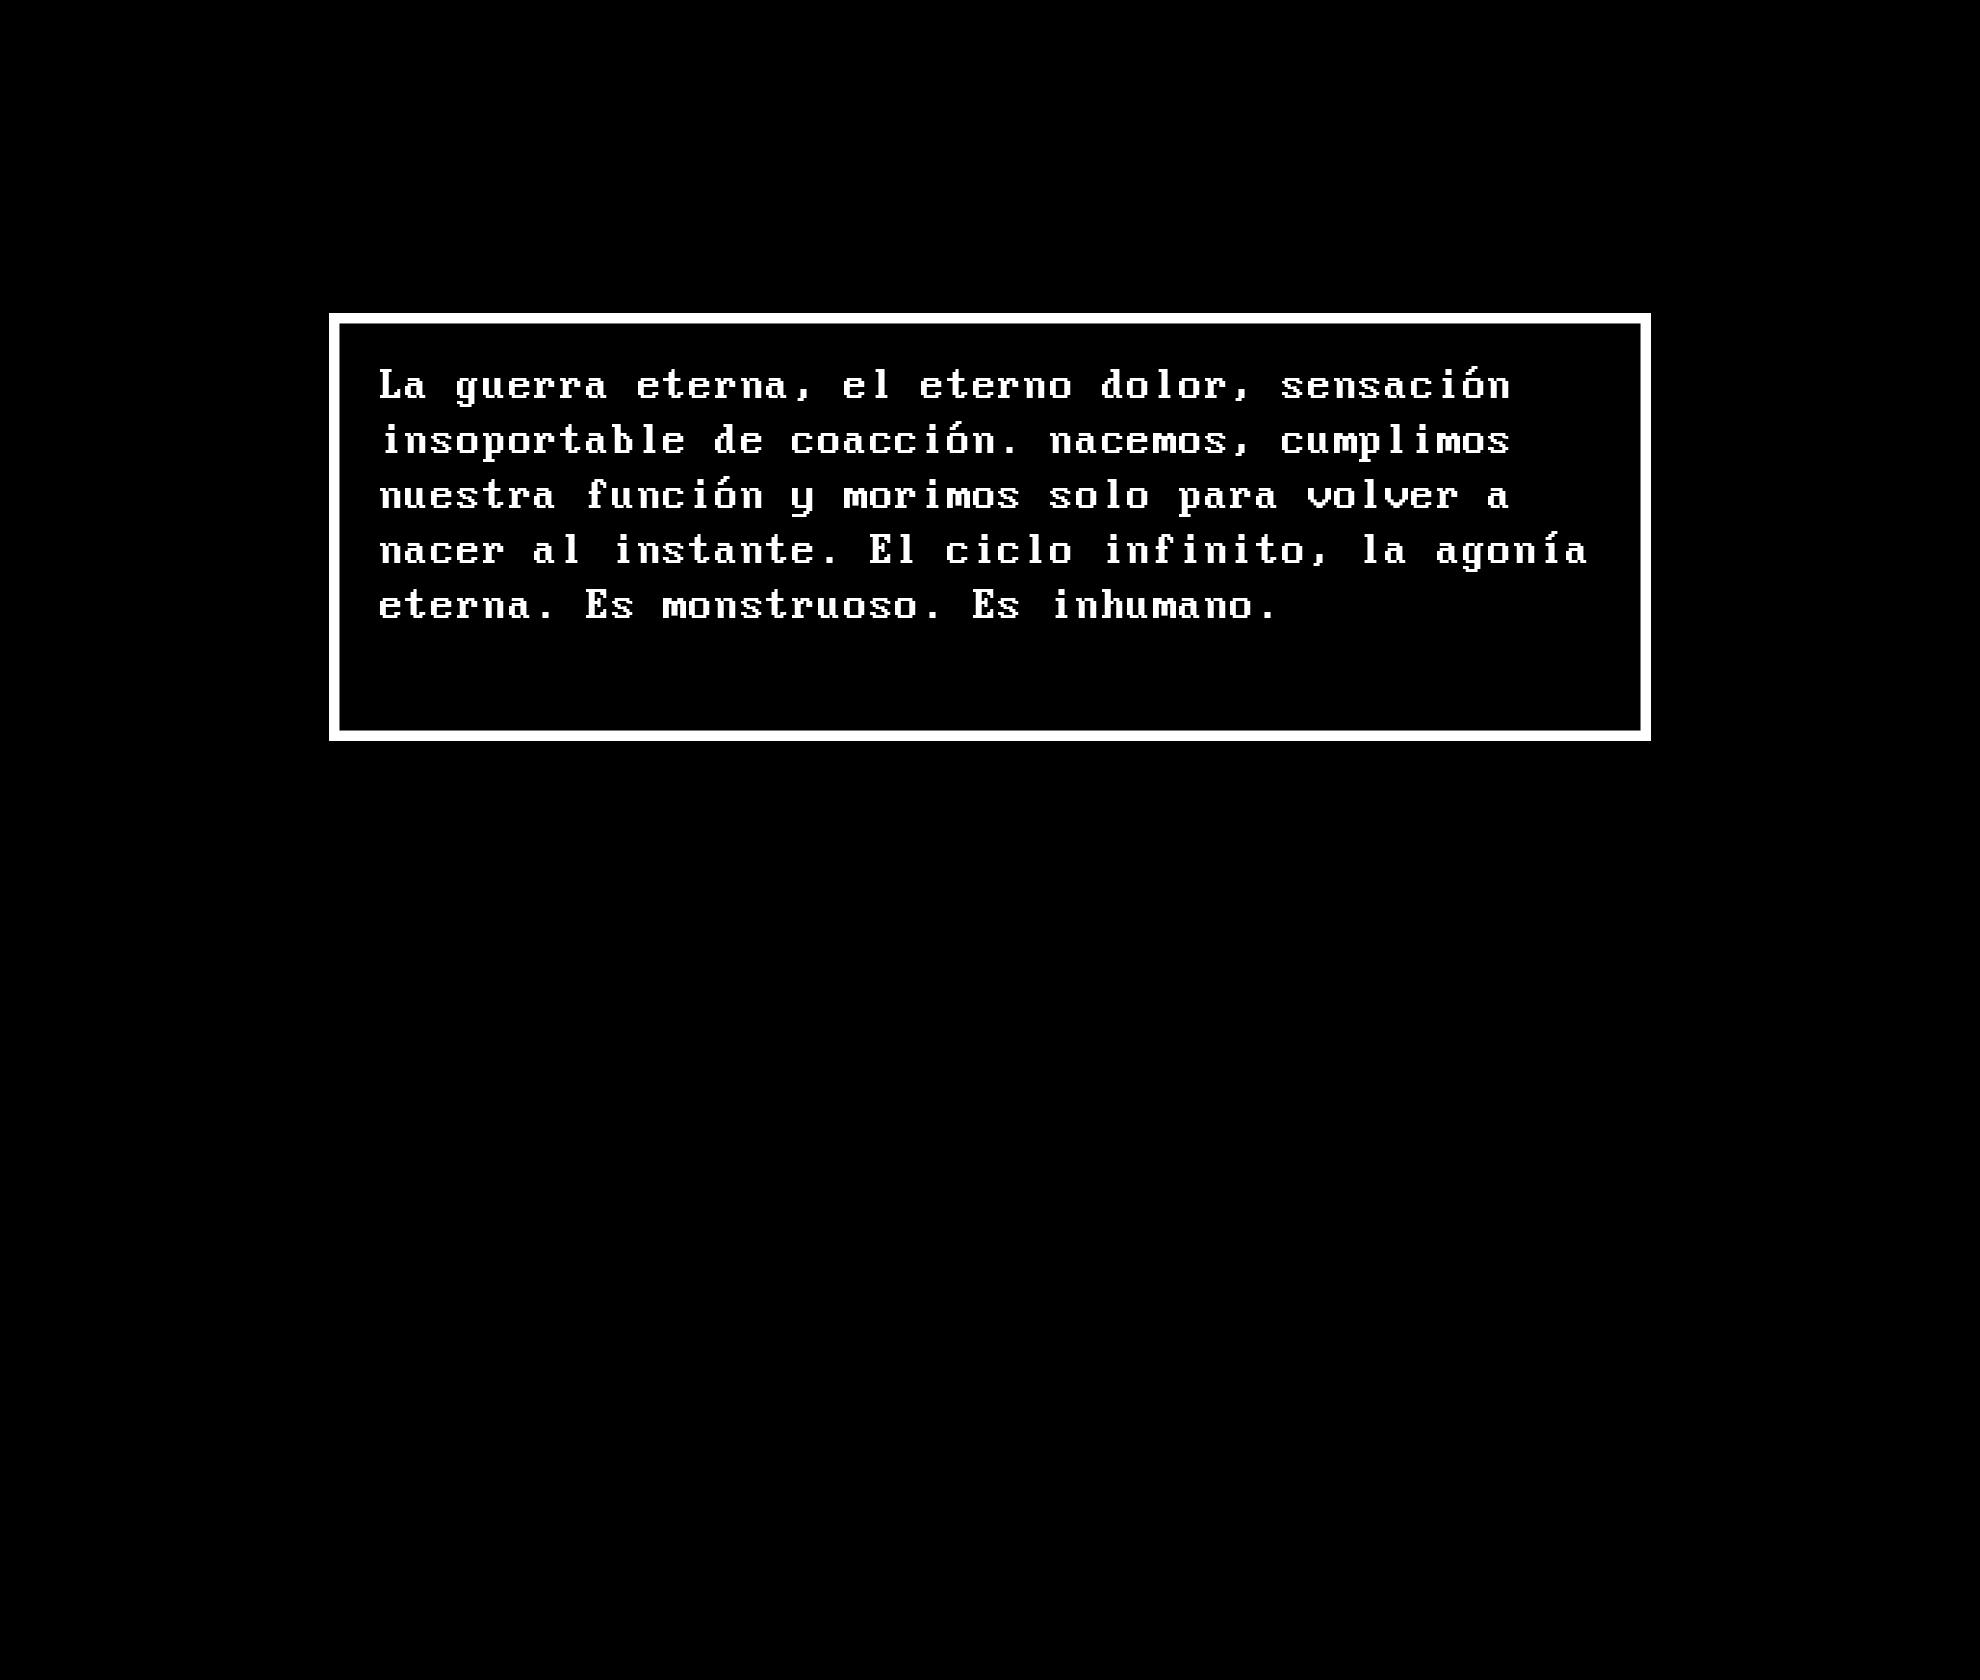 La guerra eterna, el eterno dolor, sensación
insoportable de coacción. nacemos, cumplimos
nuestra función y morimos solo para volver a
nacer al instante. El ciclo infinito, la agonía
eterna. Es monstruoso. Es inhumano.